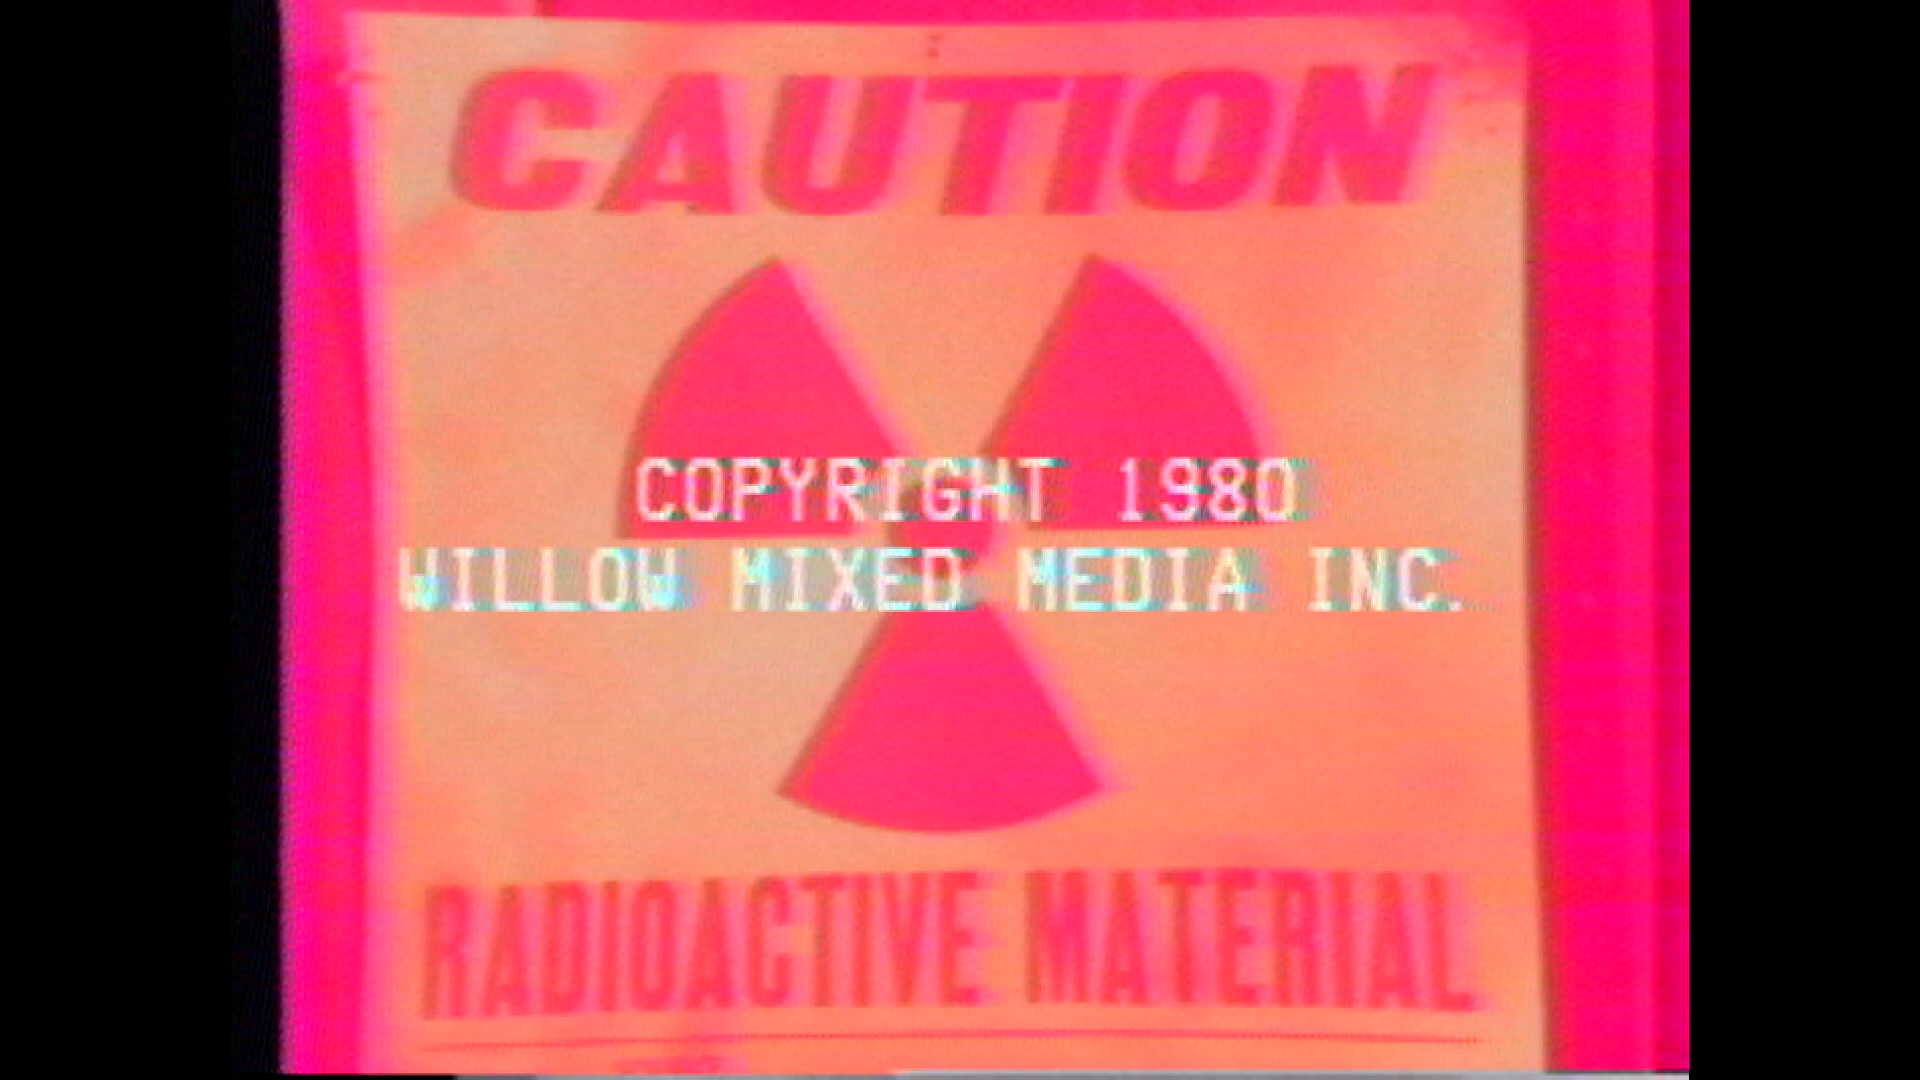 CAUTION
COPYRIGHT 1980
WILLOW MIXED MEDIA INC.
RADIOACTIVE MATERIAL